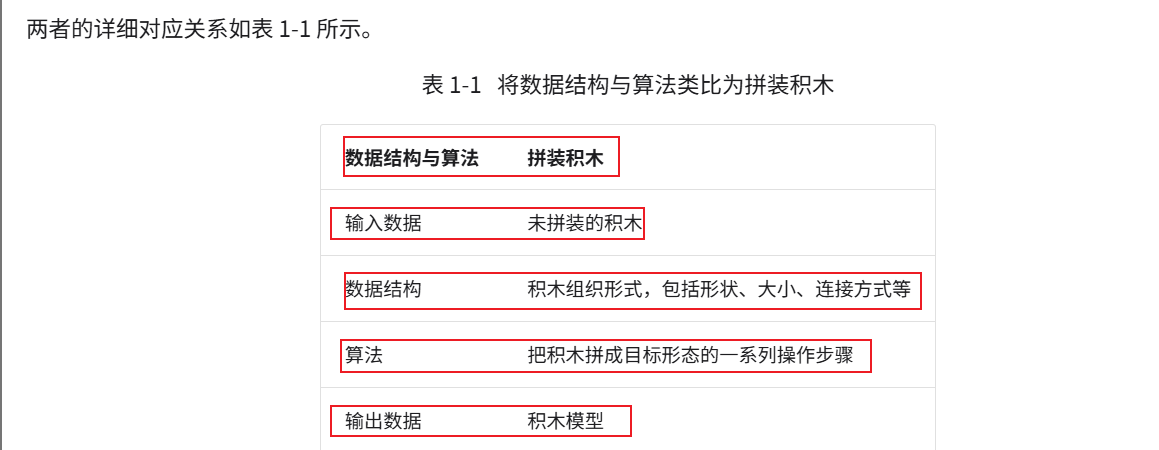 两者的详细对应关系如表 1-1 所示。
表 1-1 将数据结构与算法类比为拼装积木
数据结构与算法 拼装积木
输入数据 未拼装的积木
数据结构 积木组织形式，包括形状、大小、连接方式等
算法 把积木拼成目标形态的一系列操作步骤
输出数据 积木模型